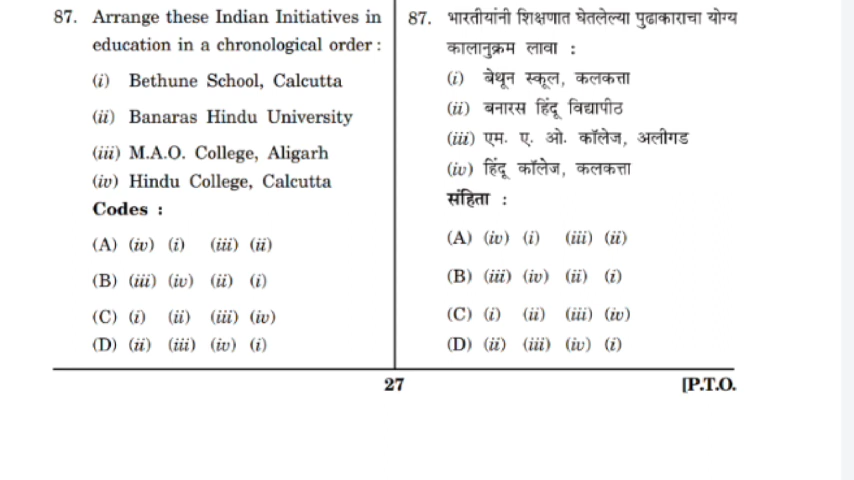 87. Arrange these Indian Initiatives in
education in a chronological order :
(i) Bethune School, Calcutta
(ii) Banaras Hindu University
(iii) M.A.O. College, Aligarh
(iv) Hindu College, Calcutta
Codes :
(A) (iv) (i) (iii) (ii)
(B) (iii) (iv) (ii) (i)
(C) (i) (ii) (iii) (iv)
(D) (ii) (iii) (iv) (i)
87. भारतीयांनी शिक्षणात घेतलेल्या पुढाकाराचा योग्य
कालानुक्रम लावा :
(i) बेथून स्कूल, कलकत्ता
(ii) बनारस हिंदू विद्यापीठ
(iii) एम. ए. ओ. कॉलेज, अलीगड
(iv) हिंदू कॉलेज, कलकत्ता
संहिता :
(A) (iv) (i) (iii) (ii)
(B) (iii) (iv) (ii) (i)
(C) (i) (ii) (iii) (iv)
(D) (ii) (iii) (iv) (i)
27
[P.T.O.